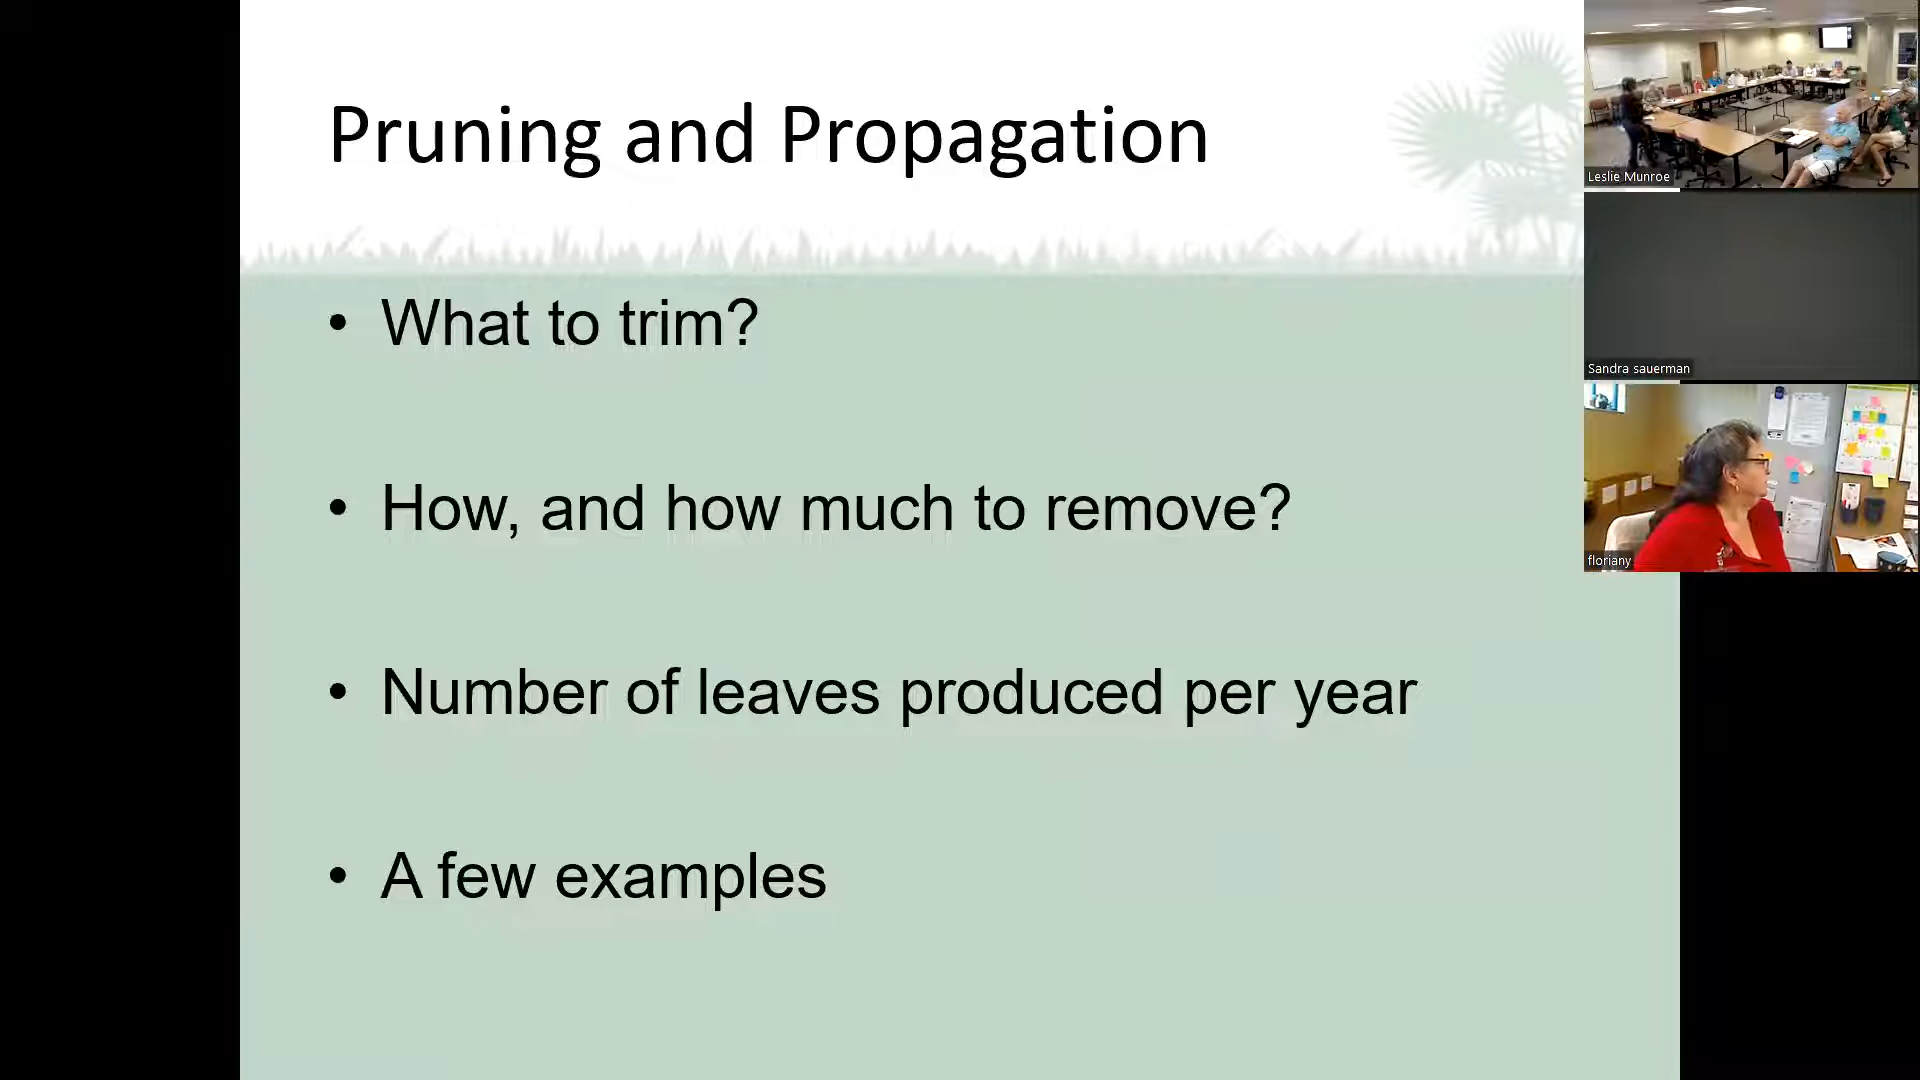 Pruning and Propagation
• What to trim?
• How, and how much to remove?
• Number of leaves produced per year
• A few examples
Leslie Munroe
Sandra sauerman
floriany